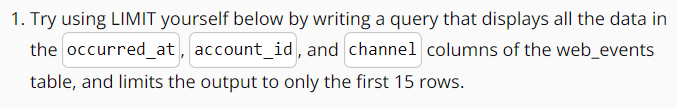 1. Try using LIMIT yourself below by writing a query that displays all the data in
the occurred_at, account_id, and channel columns of the web_events
table, and limits the output to only the first 15 rows.